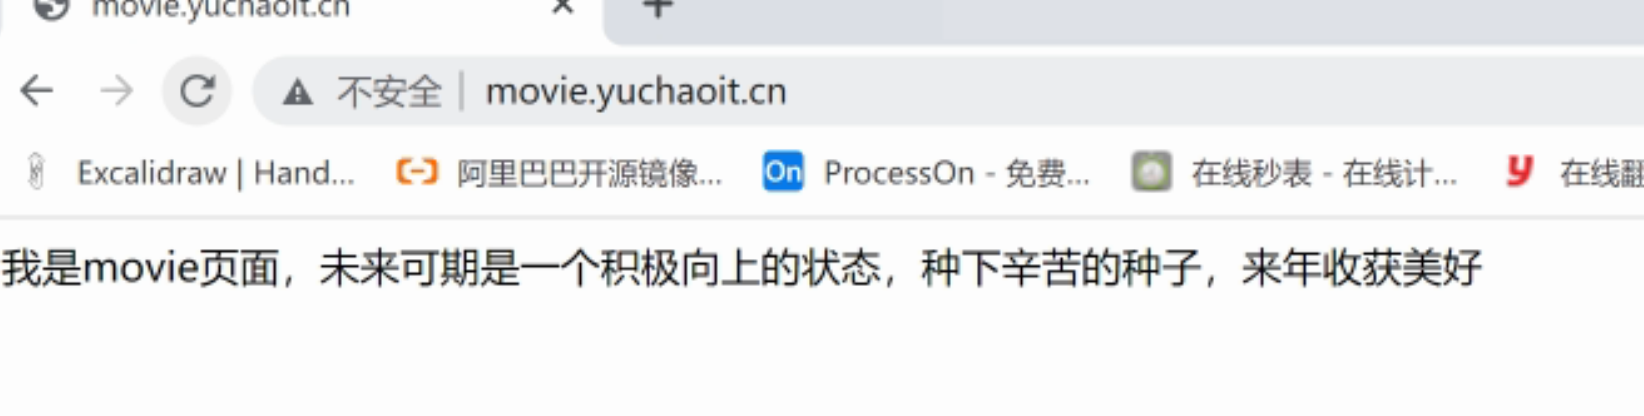 movie.yuchaoit.cn
不安全 | movie.yuchaoit.cn
Excalidraw | Hand... 阿里巴巴开源镜像... On ProcessOn - 免费... 在线秒表 - 在线计... y 在线翻
我是movie页面，未来可期是一个积极向上的状态，种下辛苦的种子，来年收获美好